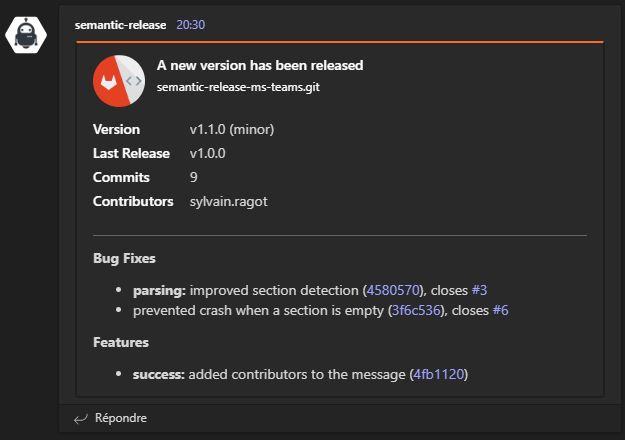 semantic-release 20:30
A new version has been released
semantic-release-ms-teams.git
Version v1.1.0 (minor)
Last Release v1.0.0
Commits 9
Contributors sylvain.ragot
Bug Fixes
• parsing: improved section detection (4580570), closes #3
• prevented crash when a section is empty (3f6c536), closes #6
Features
• success: added contributors to the message (4fb1120)
Répondre